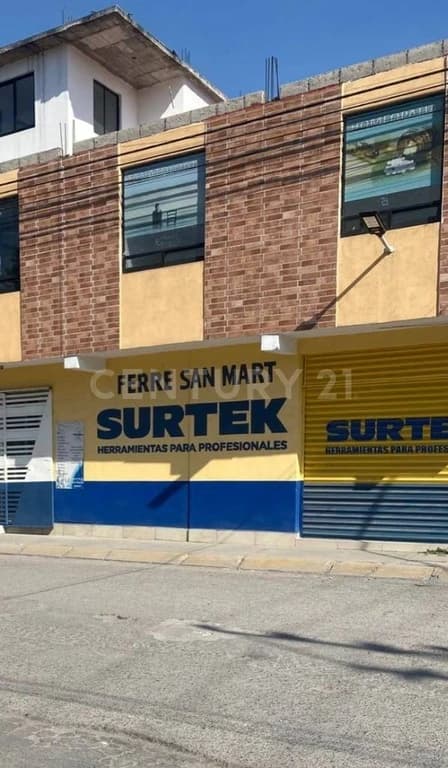 FERRE SAN MART
CENTURY 21
SURTEK
HERRAMIENTAS PARA PROFESIONALES
SURTE
HERRAMIENTAS PARA PROFES